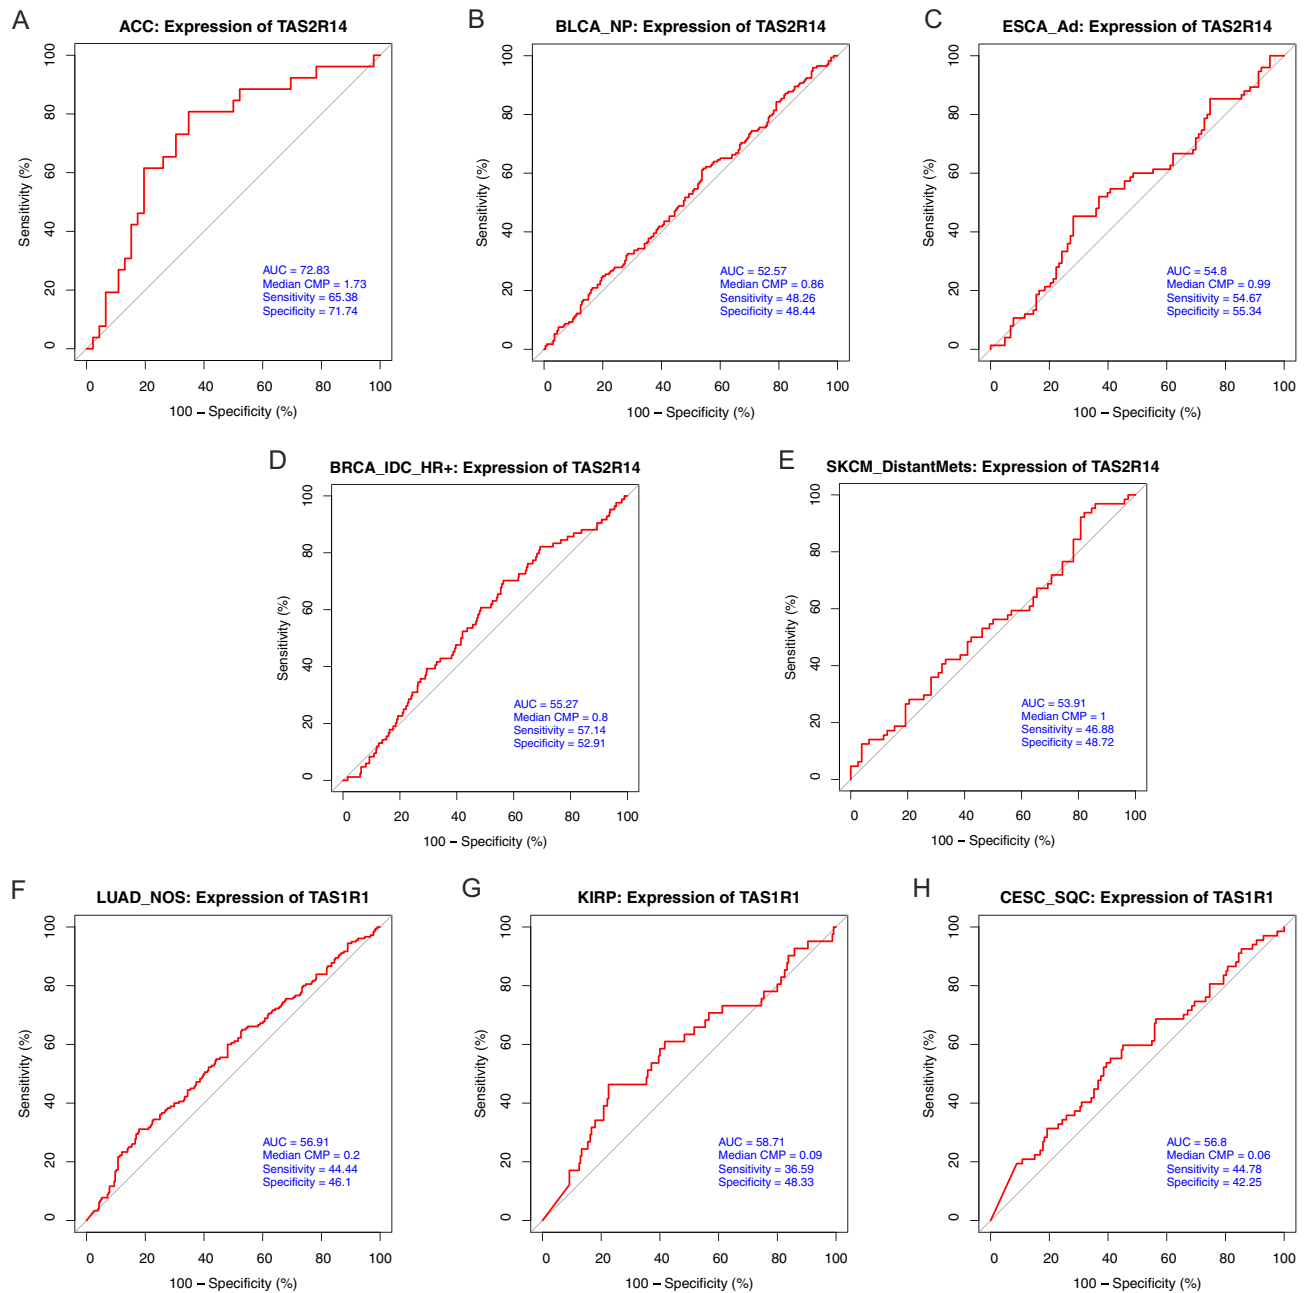 A
ACC: Expression of TAS2R14
Sensitivity (%)
0 20 40 60 80 100
AUC = 72.83
Median CMP = 1.73
Sensitivity = 65.38
Specificity = 71.74
0 20 40 60 80 100
100 – Specificity (%)
B
BLCA_NP: Expression of TAS2R14
Sensitivity (%)
0 20 40 60 80 100
AUC = 52.57
Median CMP = 0.86
Sensitivity = 48.26
Specificity = 48.44
0 20 40 60 80 100
100 – Specificity (%)
C
ESCA_Ad: Expression of TAS2R14
Sensitivity (%)
0 20 40 60 80 100
AUC = 54.8
Median CMP = 0.99
Sensitivity = 54.67
Specificity = 55.34
0 20 40 60 80 100
100 – Specificity (%)
D
BRCA_IDC_HR+: Expression of TAS2R14
Sensitivity (%)
0 20 40 60 80 100
AUC = 55.27
Median CMP = 0.8
Sensitivity = 57.14
Specificity = 52.91
0 20 40 60 80 100
100 – Specificity (%)
E
SKCM_DistantMets: Expression of TAS2R14
Sensitivity (%)
0 20 40 60 80 100
AUC = 53.91
Median CMP = 1
Sensitivity = 46.88
Specificity = 48.72
0 20 40 60 80 100
100 – Specificity (%)
F
LUAD_NOS: Expression of TAS1R1
Sensitivity (%)
0 20 40 60 80 100
AUC = 56.91
Median CMP = 0.2
Sensitivity = 44.44
Specificity = 46.1
0 20 40 60 80 100
100 – Specificity (%)
G
KIRP: Expression of TAS1R1
Sensitivity (%)
0 20 40 60 80 100
AUC = 58.71
Median CMP = 0.09
Sensitivity = 36.59
Specificity = 48.33
0 20 40 60 80 100
100 – Specificity (%)
H
CESC_SQC: Expression of TAS1R1
Sensitivity (%)
0 20 40 60 80 100
AUC = 56.8
Median CMP = 0.06
Sensitivity = 44.78
Specificity = 42.25
0 20 40 60 80 100
100 – Specificity (%)